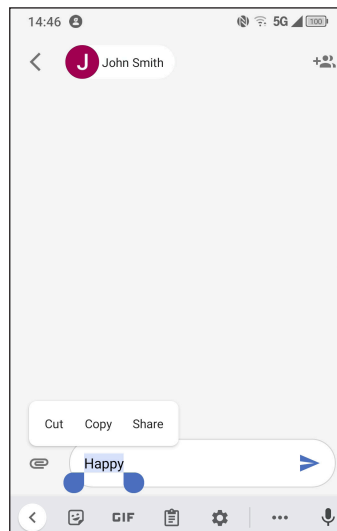 14:46 5G 100
J John Smith
Cut Copy Share
Happy
GIF